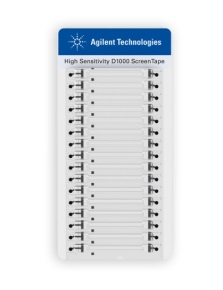 Agilent Technologies
High Sensitivity D1000 ScreenTape